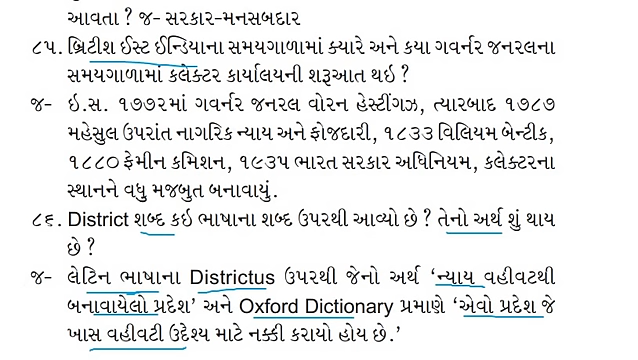 આવતા ? જ- સરકાર-મનસબદાર
૮૫. બ્રિટીશ ઈસ્ટ ઈન્ડિયાના સમયગાળામાં ક્યારે અને કયા ગવર્નર જનરલના
સમયગાળામાં કલેક્ટર કાર્યાલયની શરૂઆત થઇ ?
જ- ઇ.સ. ૧૭૭૨માં ગવર્નર જનરલ વોરન હેસ્ટીંગઝ, ત્યારબાદ ૧૭૮૭
મહેસુલ ઉપરાંત નાગરિક ન્યાય અને ફોજદારી, ૧૮૩૩ વિલિયમ બેન્ટીક,
૧૮૮૦ ફેમીન કમિશન, ૧૯૩૫ ભારત સરકાર અધિનિયમ, કલેક્ટરના
સ્થાનને વધુ મજબુત બનાવાયું.
૮૬. District શબ્દ કઇ ભાષાના શબ્દ ઉપરથી આવ્યો છે ? તેનો અર્થ શું થાય
છે ?
જ- લેટિન ભાષાના Districtus ઉપરથી જેનો અર્થ ‘ન્યાય વહીવટથી
બનાવાયેલો પ્રદેશ’ અને Oxford Dictionary પ્રમાણે ‘એવો પ્રદેશ જે
ખાસ વહીવટી ઉદ્દેશ્ય માટે નક્કી કરાયો હોય છે.’